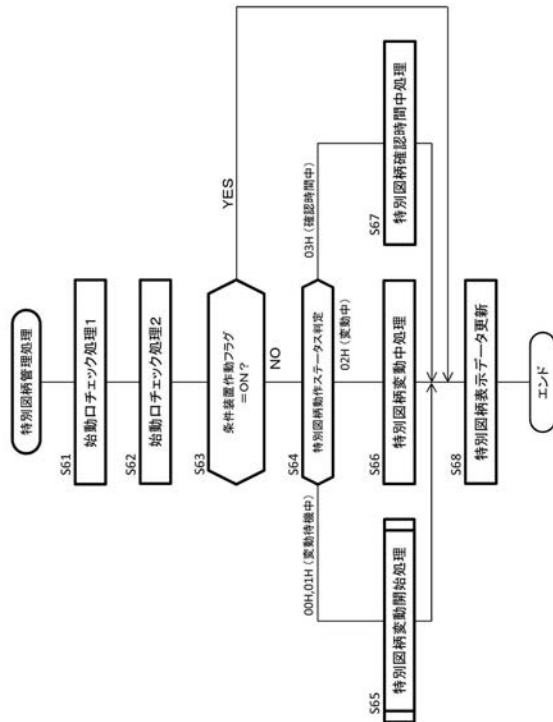 特別図柄管理処理
S61
始動口チェック処理1
S62
始動口チェック処理2
S63
条件装置作動フラグ
=ON?
YES
NO
S64
特別図柄動作ステータス判定
00H,01H(変動待機中)
02H(変動中)
03H(確認時間中)
S65
特別図柄変動開始処理
S66
特別図柄変動中処理
S67
特別図柄確認時間中処理
S68
特別図柄表示データ更新
エンド